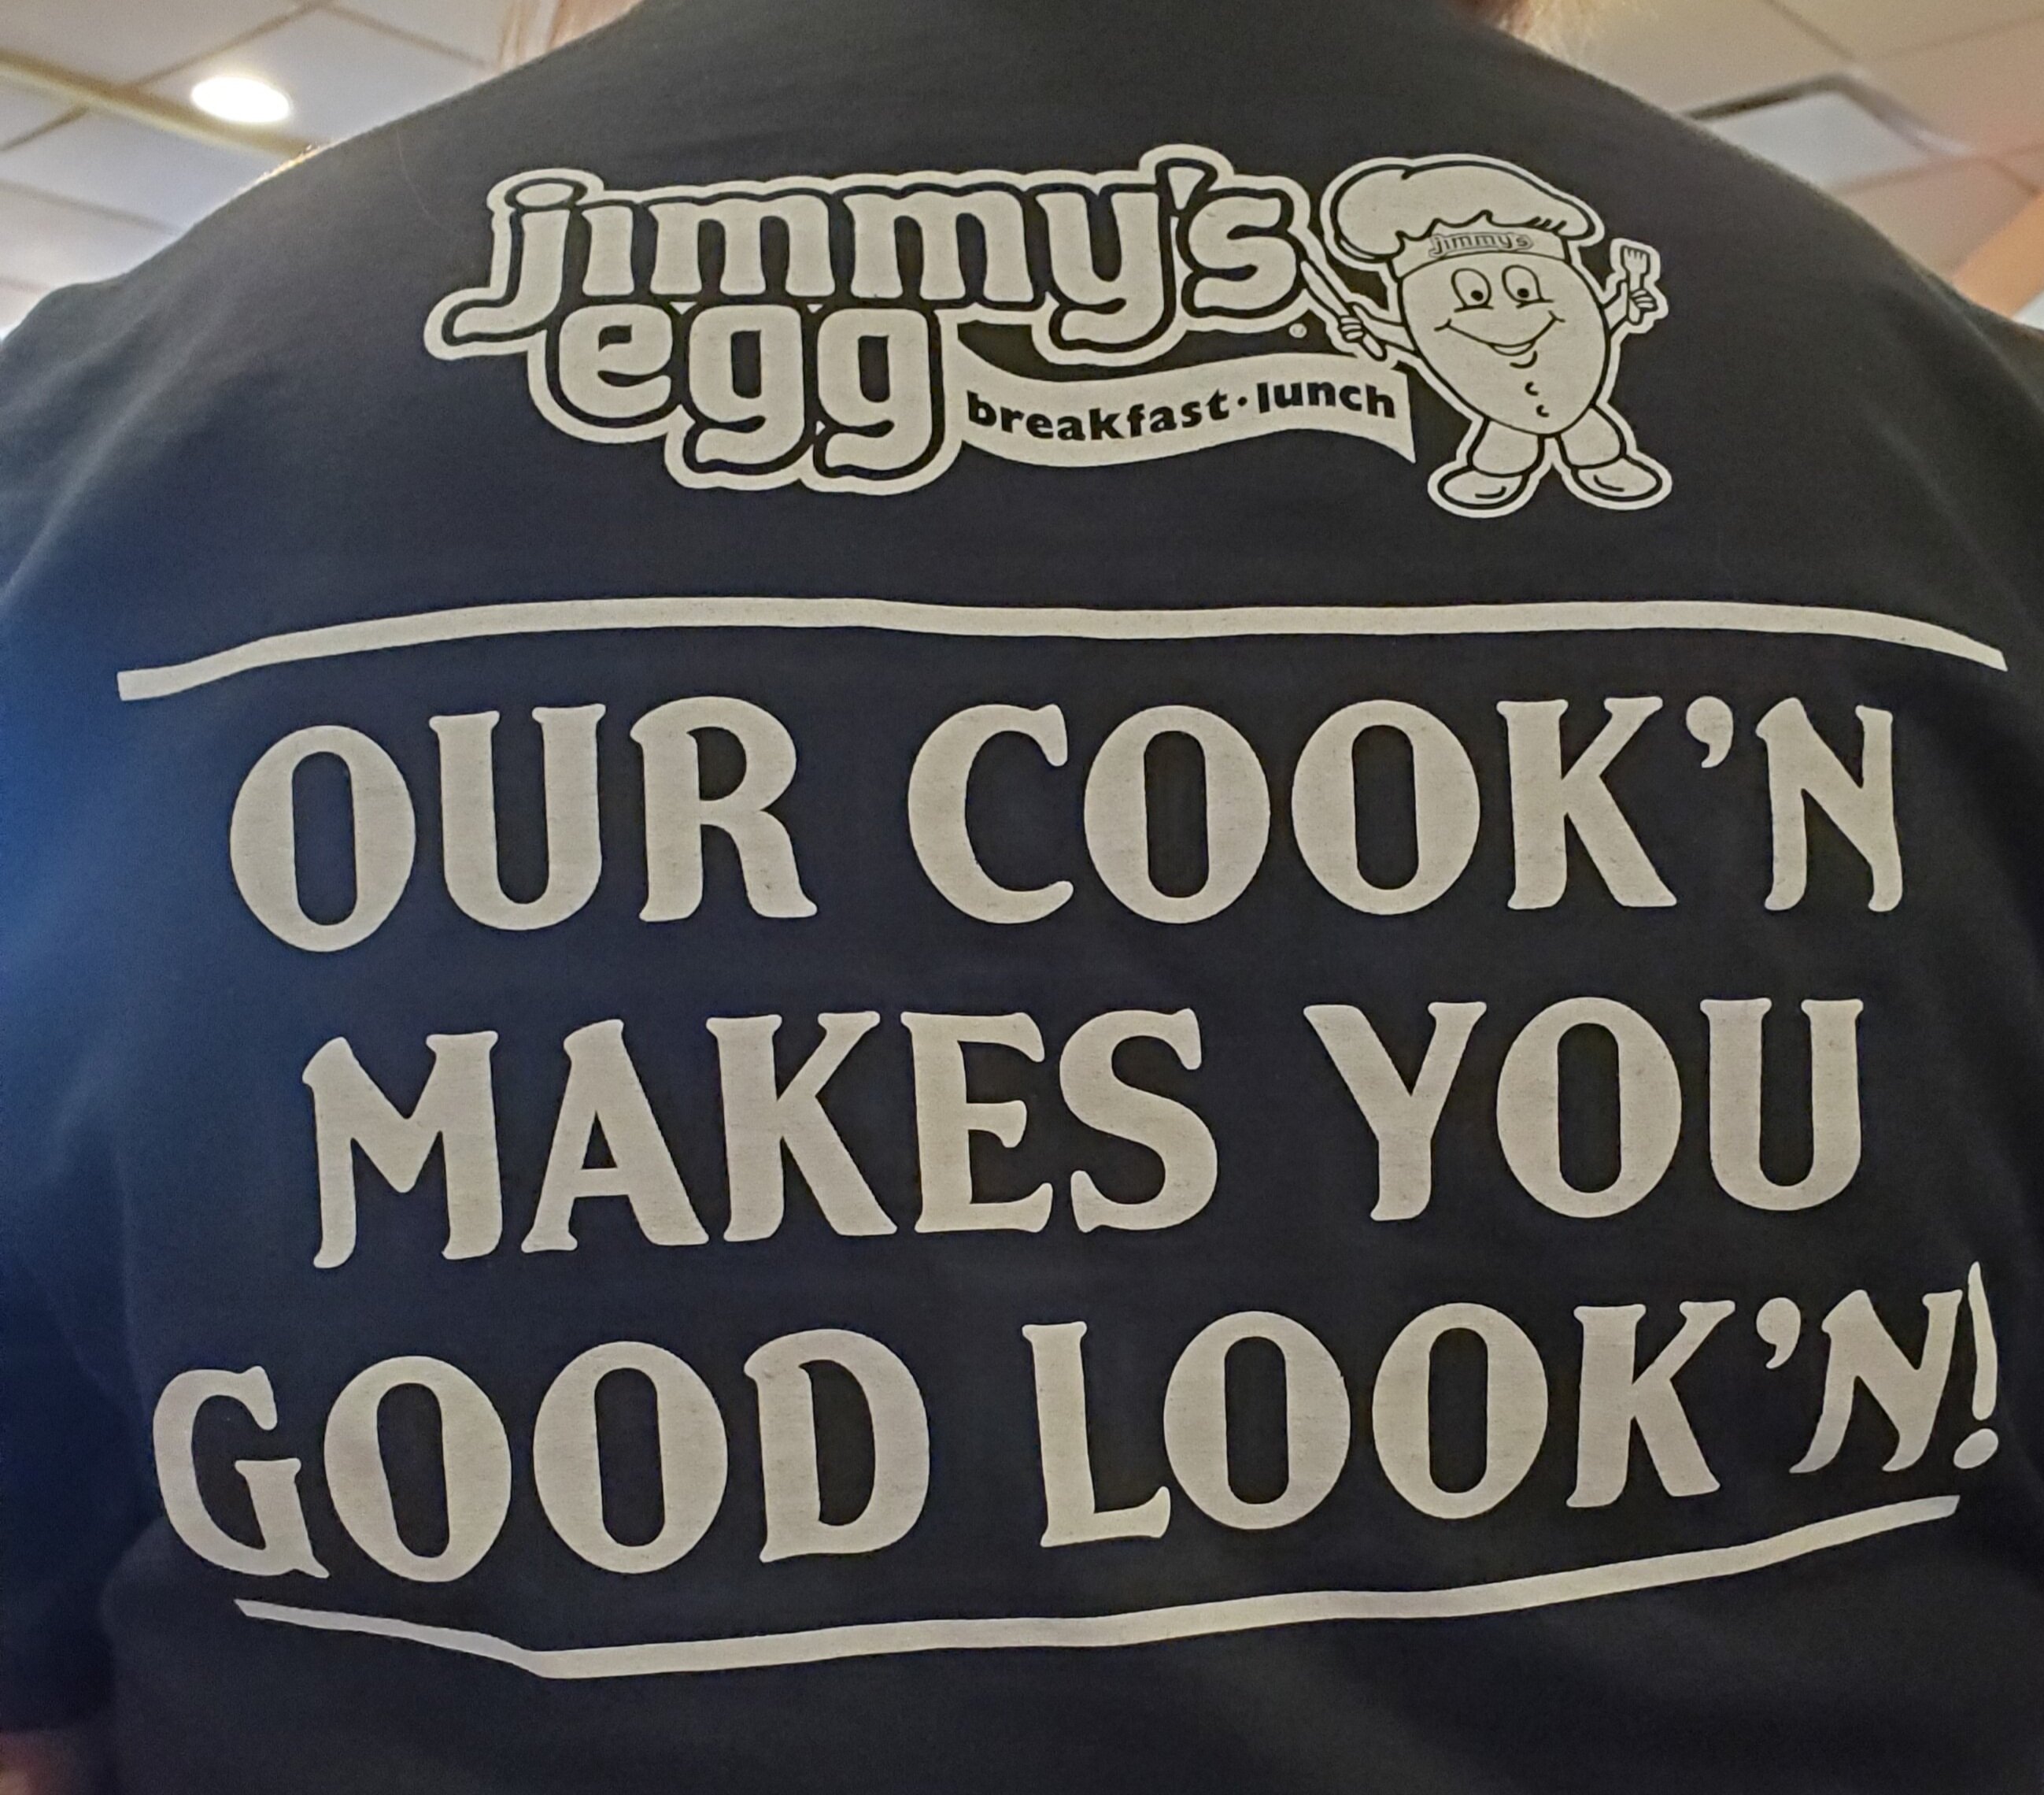 jimmy's
egg
breakfast·lunch
jimmy's
®
OUR COOK'N
MAKES YOU
GOOD LOOK'N!